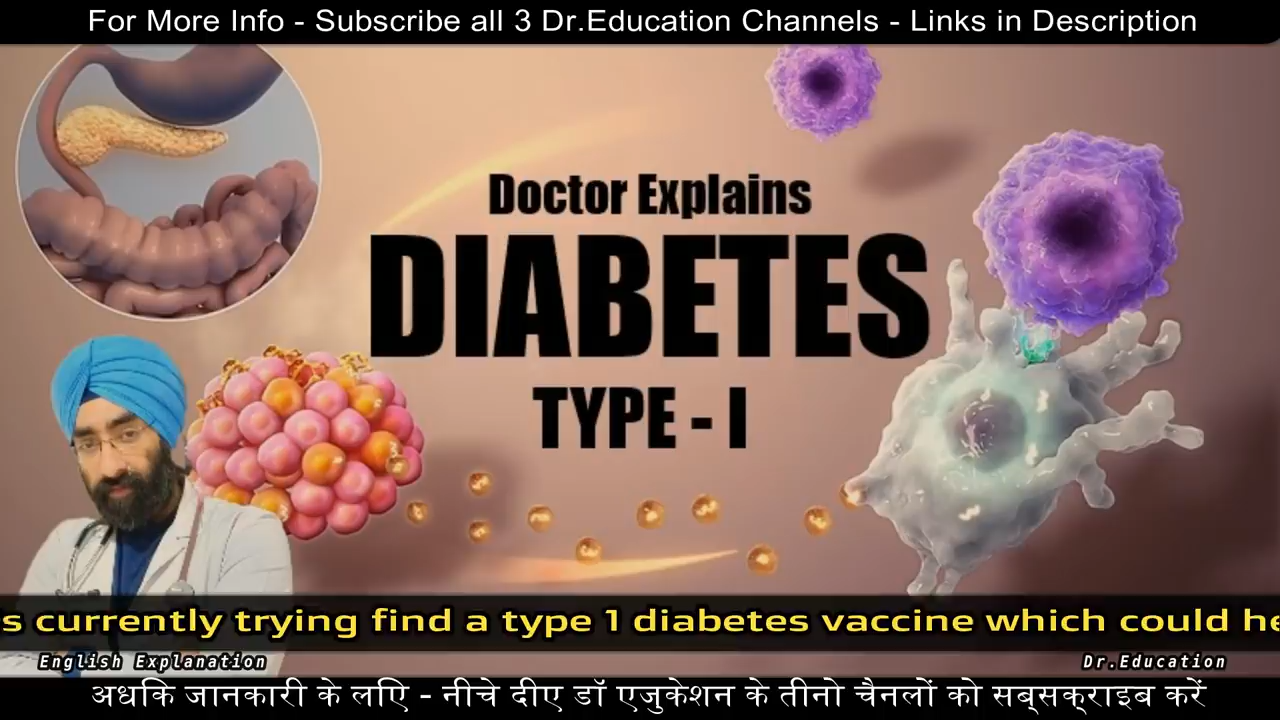 For More Info - Subscribe all 3 Dr.Education Channels - Links in Description
Doctor Explains
DIABETES
TYPE - I
s currently trying find a type 1 diabetes vaccine which could he
English Explanation
Dr.Education
अधकि जानकारी के लएि - नीचे दीए डॉ एजुकेशन के तीनो चैनलों को सब्सक्राइब करें